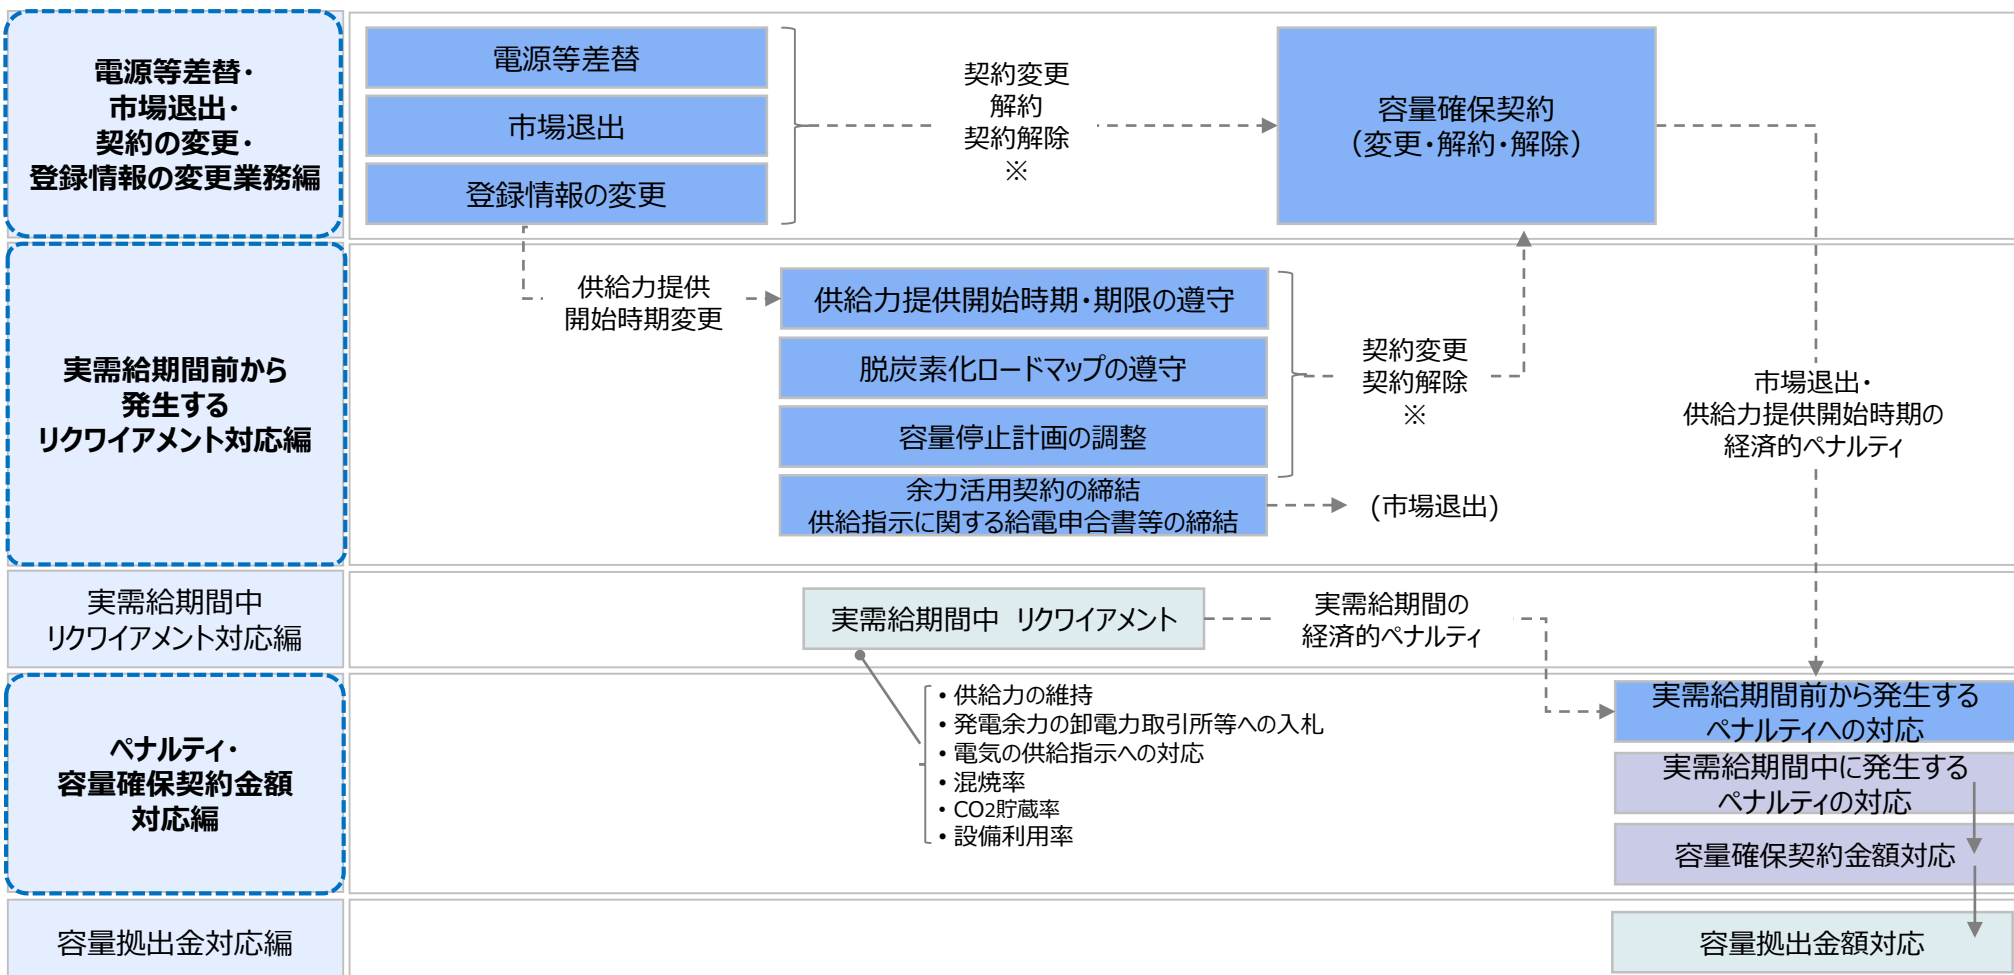 電源等差替・
市場退出・
契約の変更・
登録情報の変更業務編
電源等差替
市場退出
登録情報の変更
契約変更
解約
契約解除
※
容量確保契約
（変更・解約・解除）
実需給期間前から
発生する
リクワイアメント対応編
供給力提供
開始時期変更
供給力提供開始時期・期限の遵守
脱炭素化ロードマップの遵守
容量停止計画の調整
余力活用契約の締結
供給指示に関する給電申合書等の締結
契約変更
契約解除
※
(市場退出)
市場退出・
供給力提供開始時期の
経済的ペナルティ
実需給期間中
リクワイアメント対応編
実需給期間中 リクワイアメント
実需給期間の
経済的ペナルティ
ペナルティ・
容量確保契約金額
対応編
・供給力の維持
・発電余力の卸電力取引所等への入札
・電気の供給指示への対応
・混焼率
・CO2貯蔵率
・設備利用率
実需給期間前から発生する
ペナルティへの対応
実需給期間中に発生する
ペナルティの対応
容量確保契約金額対応
容量拠出金対応編
容量拠出金額対応